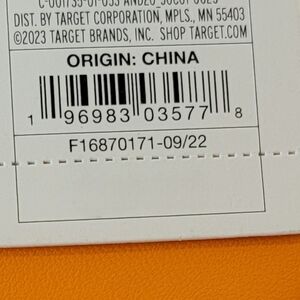 DIST. BY TARGET CORPORATION, MPLS., MN 55403
©2023 TARGET BRANDS, INC. SHOP TARGET.COM
ORIGIN: CHINA
1 96983 03577 8
F16870171-09/22